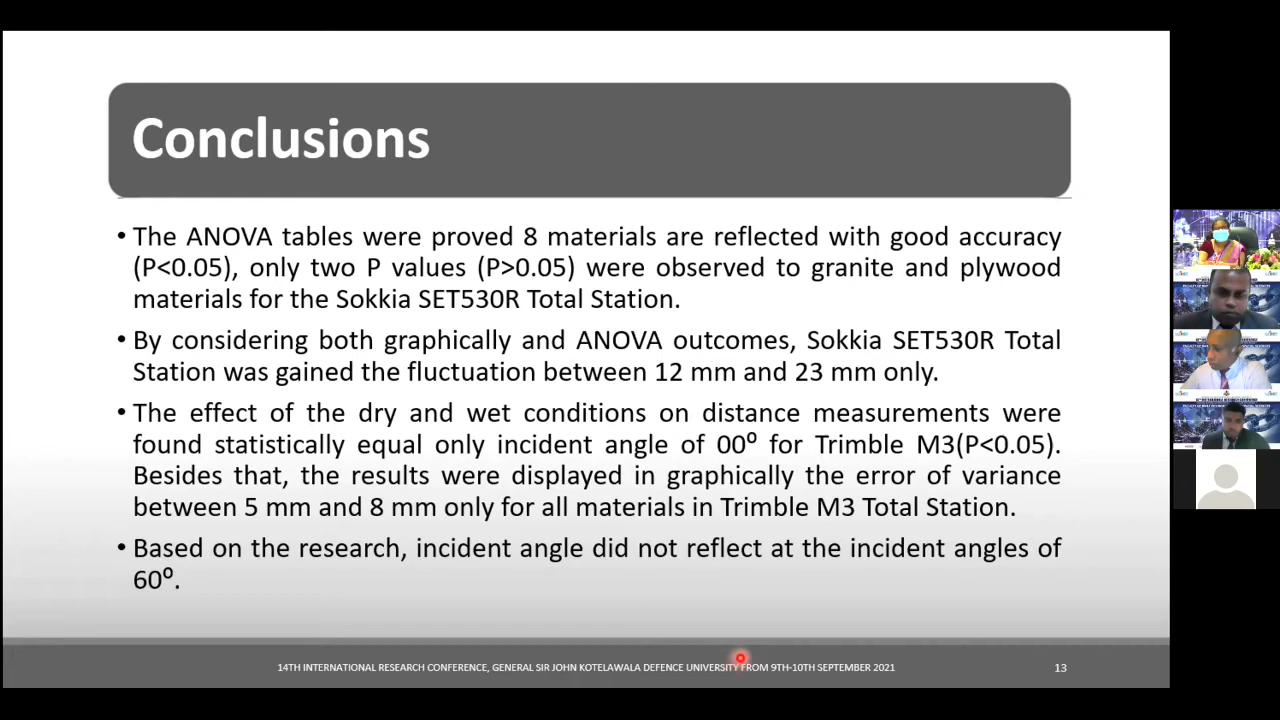 Conclusions
• The ANOVA tables were proved 8 materials are reflected with good accuracy
(P<0.05), only two P values (P>0.05) were observed to granite and plywood
materials for the Sokkia SET530R Total Station.
• By considering both graphically and ANOVA outcomes, Sokkia SET530R Total
Station was gained the fluctuation between 12 mm and 23 mm only.
• The effect of the dry and wet conditions on distance measurements were
found statistically equal only incident angle of 00⁰ for Trimble M3(P<0.05).
Besides that, the results were displayed in graphically the error of variance
between 5 mm and 8 mm only for all materials in Trimble M3 Total Station.
• Based on the research, incident angle did not reflect at the incident angles of
60⁰.
14TH INTERNATIONAL RESEARCH CONFERENCE, GENERAL SIR JOHN KOTELAWALA DEFENCE UNIVERSITY FROM 9TH-10TH SEPTEMBER 2021
13